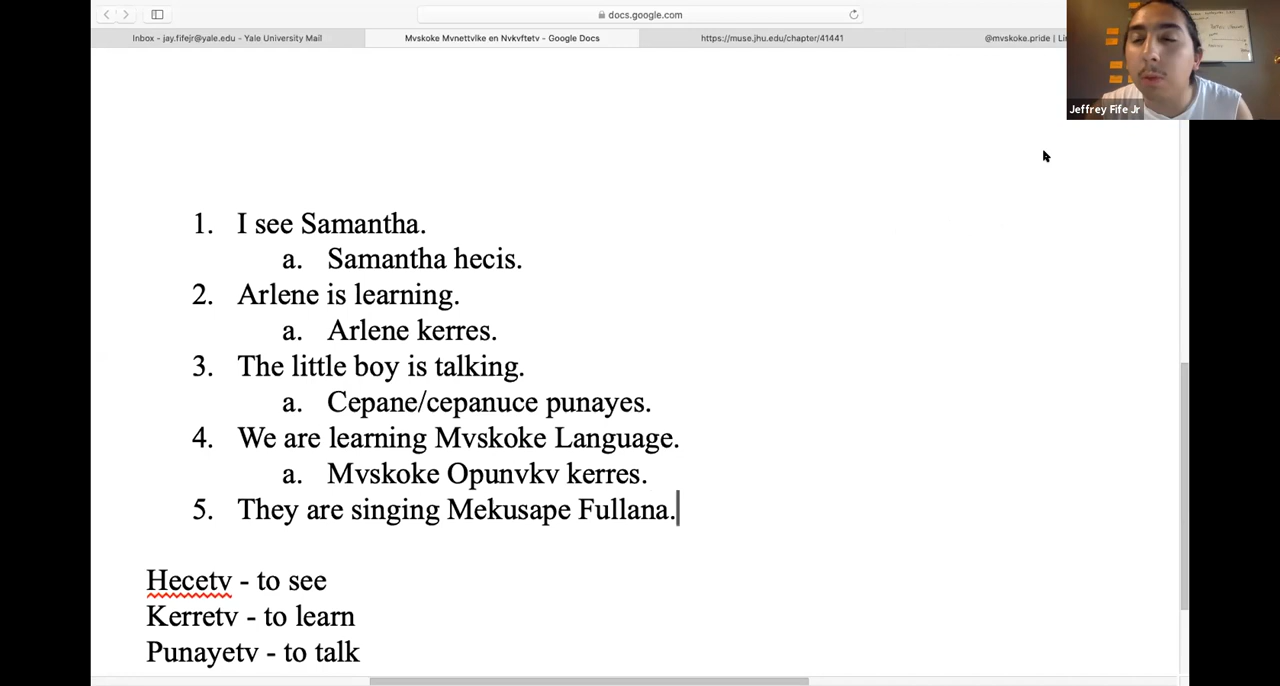 docs.google.com
Inbox - jay.fifejr@yale.edu - Yale University Mail
Mvskoke Mvnettvlke en Nvkvftetv - Google Docs
https://muse.jhu.edu/chapter/41441
@mvskoke.pride | Lin
Jeffrey Fife Jr
1. I see Samantha.
a. Samantha hecis.
2. Arlene is learning.
a. Arlene kerres.
3. The little boy is talking.
a. Cepane/cepanuce punayes.
4. We are learning Mvskoke Language.
a. Mvskoke Opunvkv kerres.
5. They are singing Mekusape Fullana.
Hecetv - to see
Kerretv - to learn
Punayetv - to talk